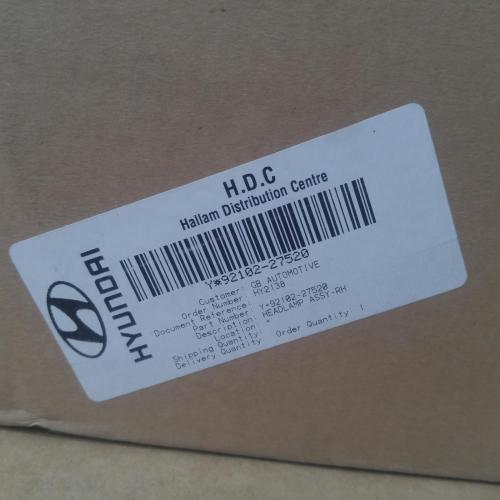 H.D.C
Hallam Distribution Centre
HYUNDAI
Y*92102-27520
Customer: GB AUTOMOTIVE
Order Number: HY2138
Document Reference:
Part Number: Y*92102-27520
Description: HEADLAMP ASSY-RH
Location: *
Shipping Quantity:
Delivery Quantity: Order Quantity: 1